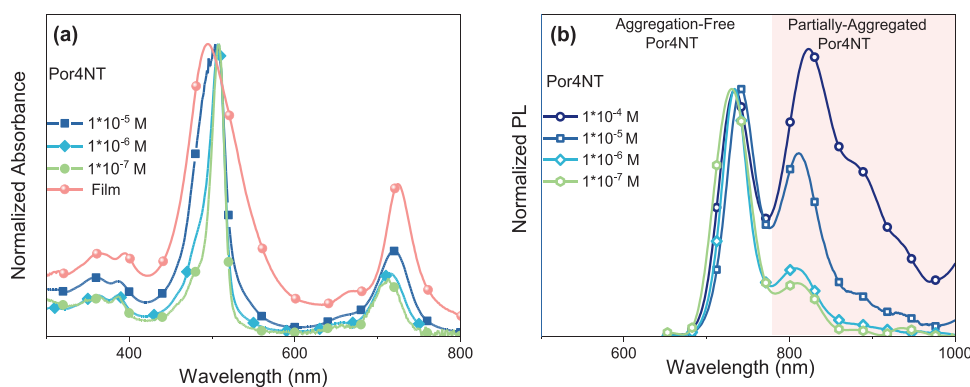 (a)
Por4NT
1*10⁻⁵ M
1*10⁻⁶ M
1*10⁻⁷ M
Film
Normalized Absorbance
400
600
800
Wavelength (nm)
(b)
Aggregation-Free
Por4NT
Partially-Aggregated
Por4NT
Por4NT
1*10⁻⁴ M
1*10⁻⁵ M
1*10⁻⁶ M
1*10⁻⁷ M
Normalized PL
600
800
1000
Wavelength (nm)